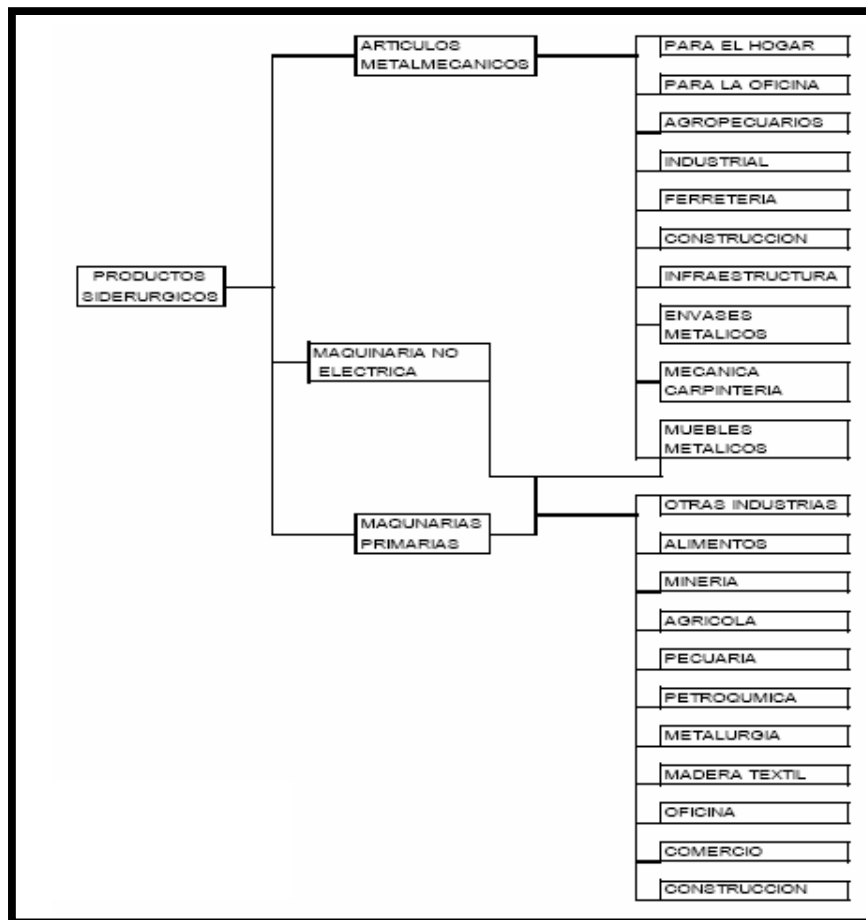 ARTICULOS
METALMECANICOS
PARA EL HOGAR
PARA LA OFICINA
AGROPECUARIOS
INDUSTRIAL
FERRETERIA
CONSTRUCCION
PRODUCTOS
SIDERURGICOS
INFRAESTRUCTURA
ENVASES
METALICOS
MAQUINARIA NO
ELECTRICA
MECANICA
CARPINTERIA
MUEBLES
METALICOS
MAQUNARIAS
PRIMARIAS
OTRAS INDUSTRIAS
ALIMENTOS
MINERIA
AGRICOLA
PECUARIA
PETROQUMICA
METALURGIA
MADERA TEXTIL
OFICINA
COMERCIO
CONSTRUCCION